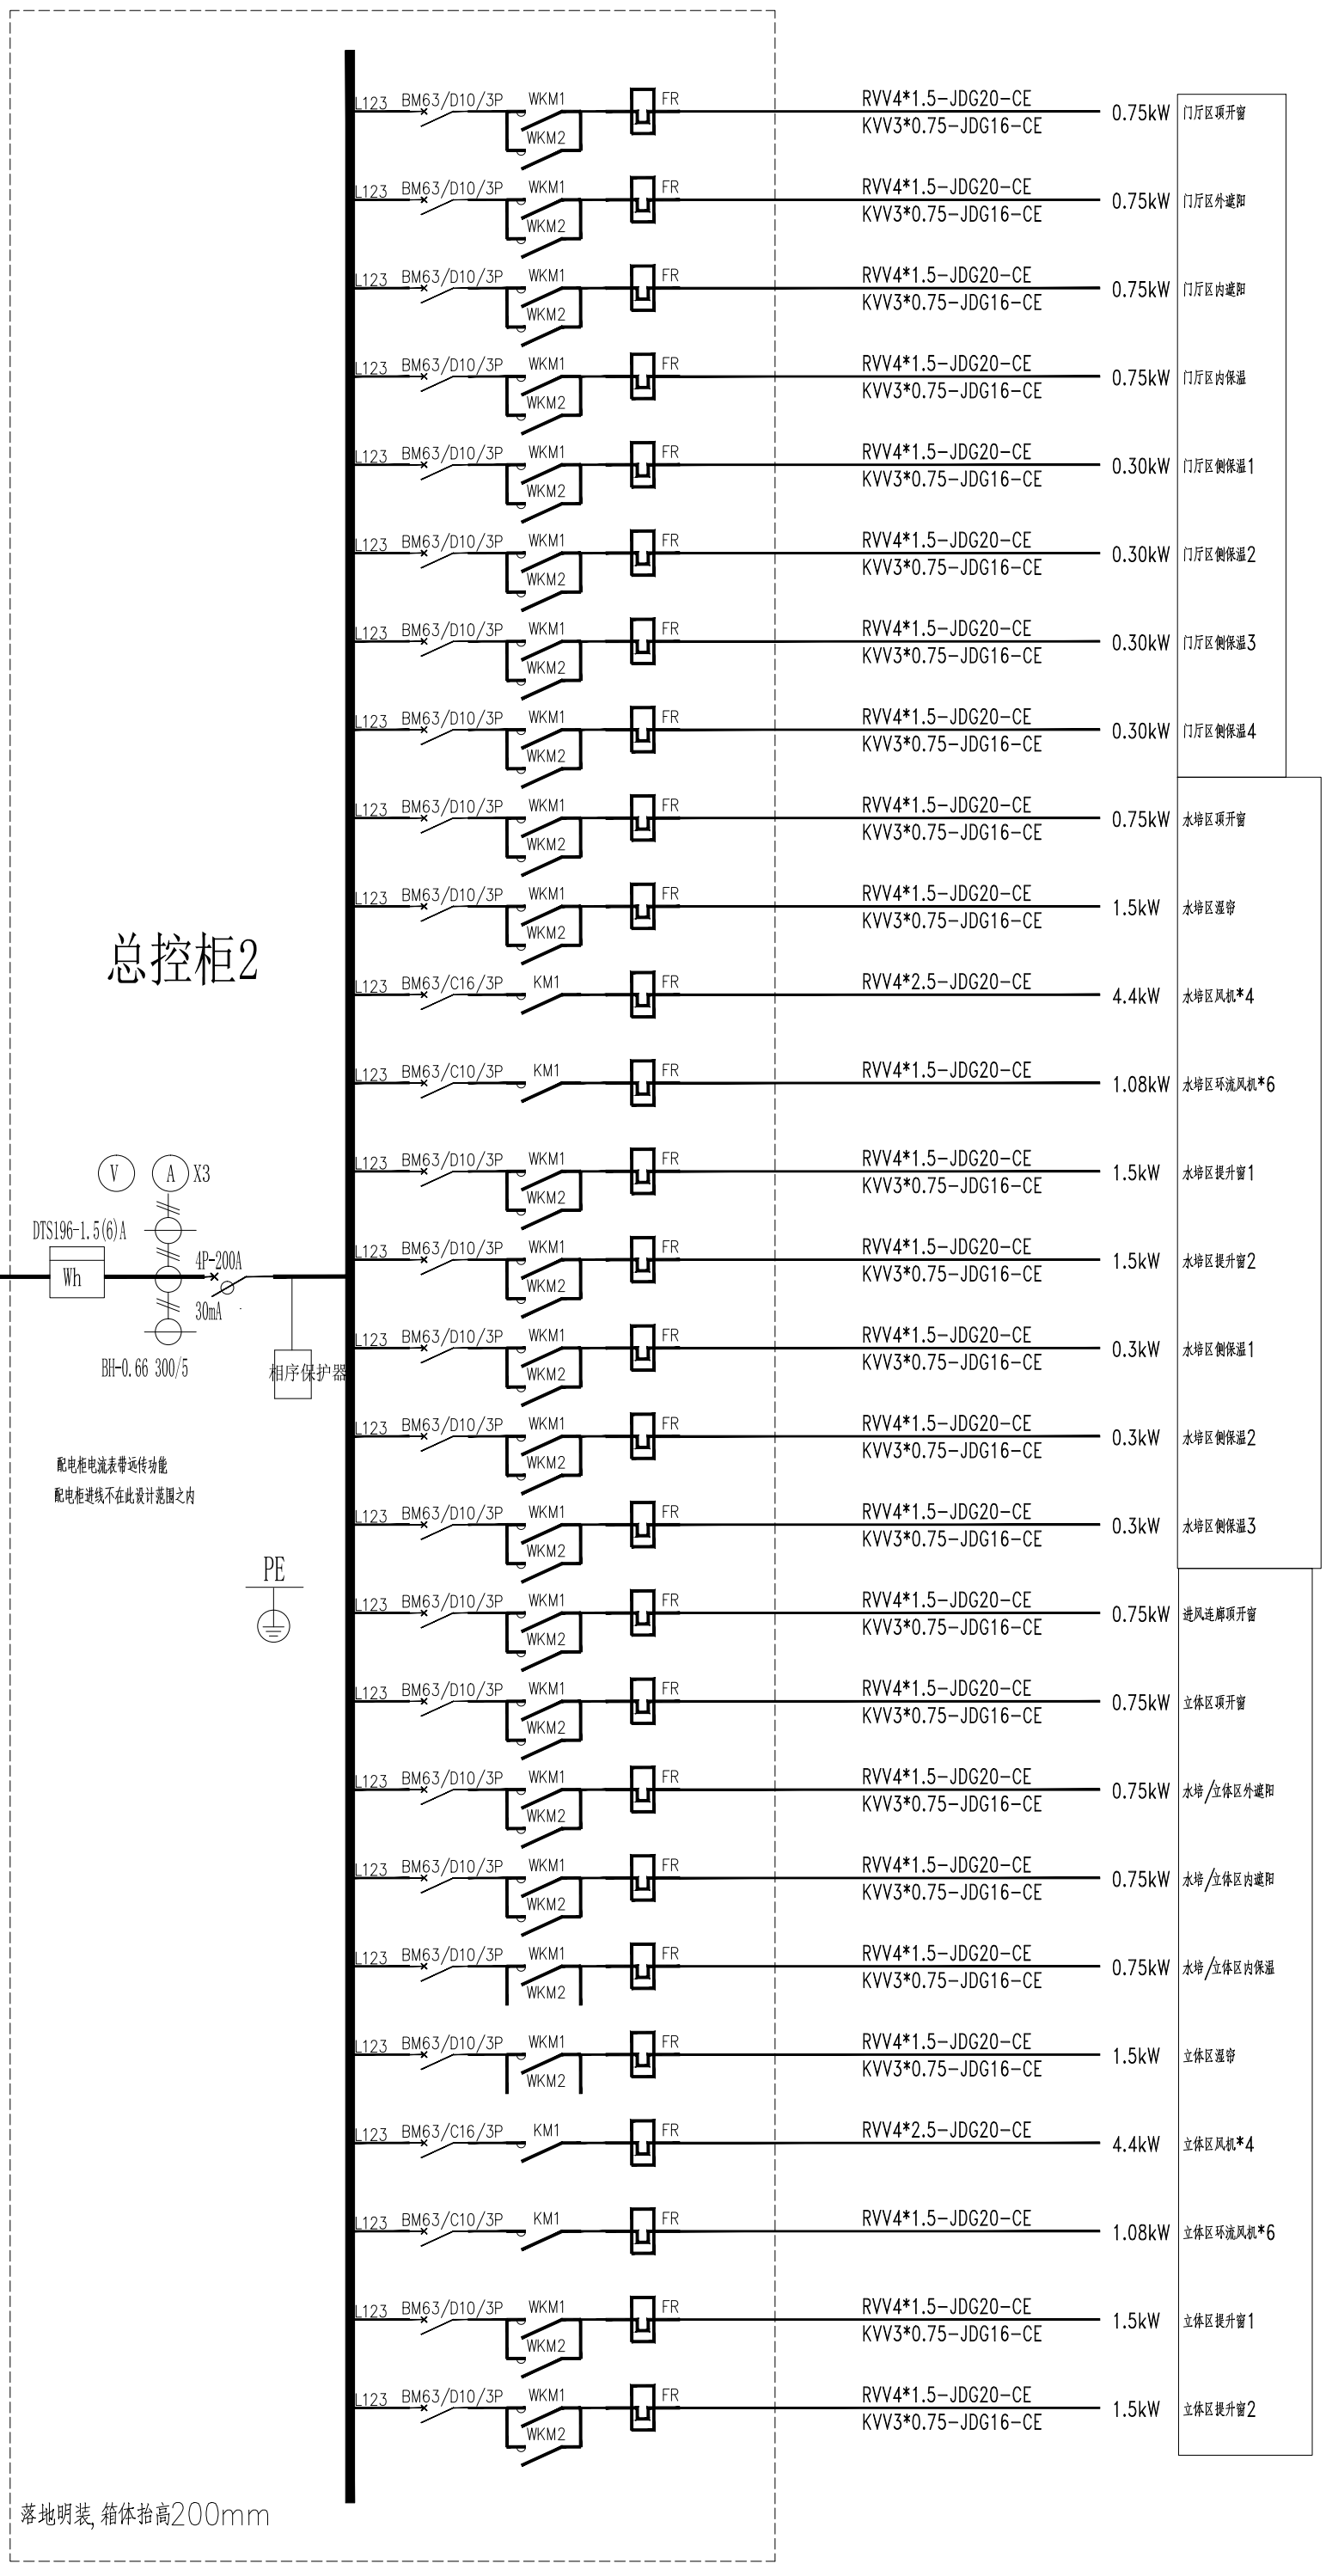 L123 BM63/D10/3P WKM1 FR RVV4*1.5-JDG20-CE 0.75kW 门厅区顶开窗
WKM2 KVV3*0.75-JDG16-CE
L123 BM63/D10/3P WKM1 FR RVV4*1.5-JDG20-CE 0.75kW 门厅区外遮阳
WKM2 KVV3*0.75-JDG16-CE
L123 BM63/D10/3P WKM1 FR RVV4*1.5-JDG20-CE 0.75kW 门厅区内遮阳
WKM2 KVV3*0.75-JDG16-CE
L123 BM63/D10/3P WKM1 FR RVV4*1.5-JDG20-CE 0.75kW 门厅区内保温
WKM2 KVV3*0.75-JDG16-CE
L123 BM63/D10/3P WKM1 FR RVV4*1.5-JDG20-CE 0.30kW 门厅区侧保温1
WKM2 KVV3*0.75-JDG16-CE
L123 BM63/D10/3P WKM1 FR RVV4*1.5-JDG20-CE 0.30kW 门厅区侧保温2
WKM2 KVV3*0.75-JDG16-CE
L123 BM63/D10/3P WKM1 FR RVV4*1.5-JDG20-CE 0.30kW 门厅区侧保温3
WKM2 KVV3*0.75-JDG16-CE
L123 BM63/D10/3P WKM1 FR RVV4*1.5-JDG20-CE 0.30kW 门厅区侧保温4
WKM2 KVV3*0.75-JDG16-CE
L123 BM63/D10/3P WKM1 FR RVV4*1.5-JDG20-CE 0.75kW 水培区顶开窗
WKM2 KVV3*0.75-JDG16-CE
L123 BM63/D10/3P WKM1 FR RVV4*1.5-JDG20-CE 1.5kW 水培区湿帘
WKM2 KVV3*0.75-JDG16-CE
总控柜2
L123 BM63/C16/3P KM1 FR RVV4*2.5-JDG20-CE 4.4kW 水培区风机*4
L123 BM63/C10/3P KM1 FR RVV4*1.5-JDG20-CE 1.08kW 水培区环流风机*6
L123 BM63/D10/3P WKM1 FR RVV4*1.5-JDG20-CE 1.5kW 水培区提升窗1
WKM2 KVV3*0.75-JDG16-CE
V A X3
DTS196-1.5(6)A
L123 BM63/D10/3P WKM1 FR RVV4*1.5-JDG20-CE 1.5kW 水培区提升窗2
WKM2 KVV3*0.75-JDG16-CE
4P-200A
Wh
30mA
L123 BM63/D10/3P WKM1 FR RVV4*1.5-JDG20-CE 0.3kW 水培区侧保温1
WKM2 KVV3*0.75-JDG16-CE
BH-0.66 300/5
相序保护器
L123 BM63/D10/3P WKM1 FR RVV4*1.5-JDG20-CE 0.3kW 水培区侧保温2
WKM2 KVV3*0.75-JDG16-CE
配电柜电流表带远传功能
配电柜进线不在此设计范围之内
L123 BM63/D10/3P WKM1 FR RVV4*1.5-JDG20-CE 0.3kW 水培区侧保温3
WKM2 KVV3*0.75-JDG16-CE
PE
L123 BM63/D10/3P WKM1 FR RVV4*1.5-JDG20-CE 0.75kW 进风连廊顶开窗
WKM2 KVV3*0.75-JDG16-CE
L123 BM63/D10/3P WKM1 FR RVV4*1.5-JDG20-CE 0.75kW 立体区顶开窗
WKM2 KVV3*0.75-JDG16-CE
L123 BM63/D10/3P WKM1 FR RVV4*1.5-JDG20-CE 0.75kW 水培/立体区外遮阳
WKM2 KVV3*0.75-JDG16-CE
L123 BM63/D10/3P WKM1 FR RVV4*1.5-JDG20-CE 0.75kW 水培/立体区内遮阳
WKM2 KVV3*0.75-JDG16-CE
L123 BM63/D10/3P WKM1 FR RVV4*1.5-JDG20-CE 0.75kW 水培/立体区内保温
WKM2 KVV3*0.75-JDG16-CE
L123 BM63/D10/3P WKM1 FR RVV4*1.5-JDG20-CE 1.5kW 立体区湿帘
WKM2 KVV3*0.75-JDG16-CE
L123 BM63/C16/3P KM1 FR RVV4*2.5-JDG20-CE 4.4kW 立体区风机*4
L123 BM63/C10/3P KM1 FR RVV4*1.5-JDG20-CE 1.08kW 立体区环流风机*6
L123 BM63/D10/3P WKM1 FR RVV4*1.5-JDG20-CE 1.5kW 立体区提升窗1
WKM2 KVV3*0.75-JDG16-CE
L123 BM63/D10/3P WKM1 FR RVV4*1.5-JDG20-CE 1.5kW 立体区提升窗2
WKM2 KVV3*0.75-JDG16-CE
落地明装,箱体抬高200mm